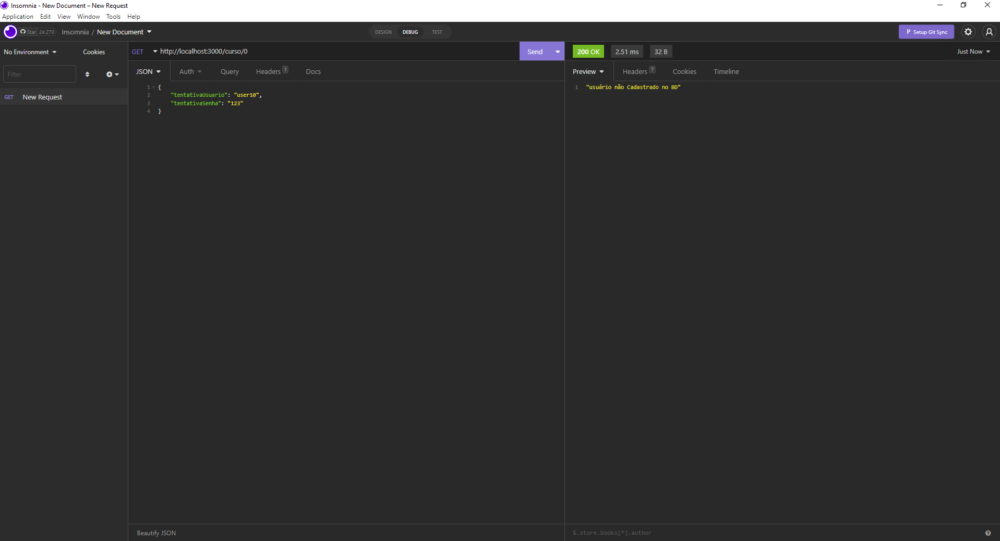 Insomnia - New Document – New Request
Application Edit View Window Tools Help
Star 24.270 Insomnia / New Document DESIGN DEBUG TEST Setup Git Sync
No Environment Cookies GET http://localhost:3000/curso/0 Send 200 OK 2.51 ms 32 B Just Now
Filter JSON Auth Query Headers 1 Docs Preview Headers 7 Cookies Timeline
GET New Request
1 {
2 "tentativaUsuario": "user10",
3 "tentativaSenha": "123"
4 }
1 "usuário não Cadastrado no BD"
Beautify JSON
$.store.books[*].author